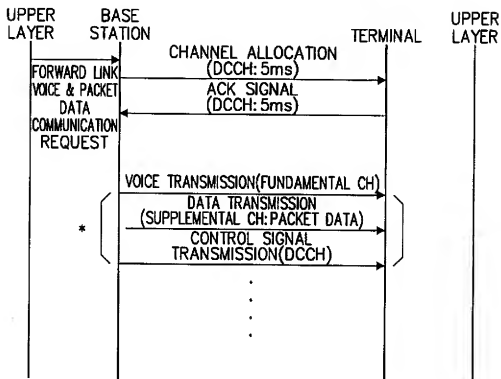 UPPER LAYER
BASE STATION
TERMINAL
UPPER LAYER
FORWARD LINK
VOICE & PACKET
DATA
COMMUNICATION
REQUEST
CHANNEL ALLOCATION
(DCCH: 5ms)
ACK SIGNAL
(DCCH: 5ms)
VOICE TRANSMISSION(FUNDAMENTAL CH)
DATA TRANSMISSION
(SUPPLEMENTAL CH: PACKET DATA)
CONTROL SIGNAL
TRANSMISSION(DCCH)
*